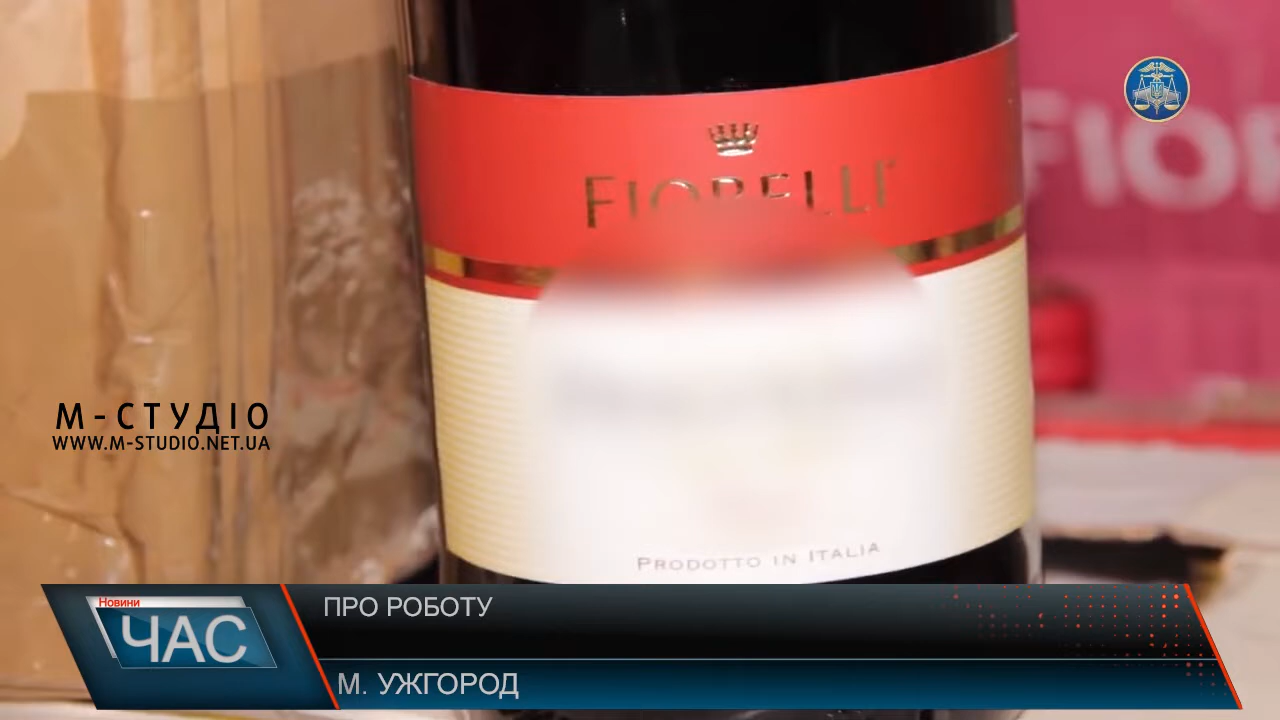 FIORELLI
FIOR
PRODOTTO IN ITALIA
М-СТУДІО
WWW.M-STUDIO.NET.UA
Новини
ЧАС
ПРО РОБОТУ
М. УЖГОРОД